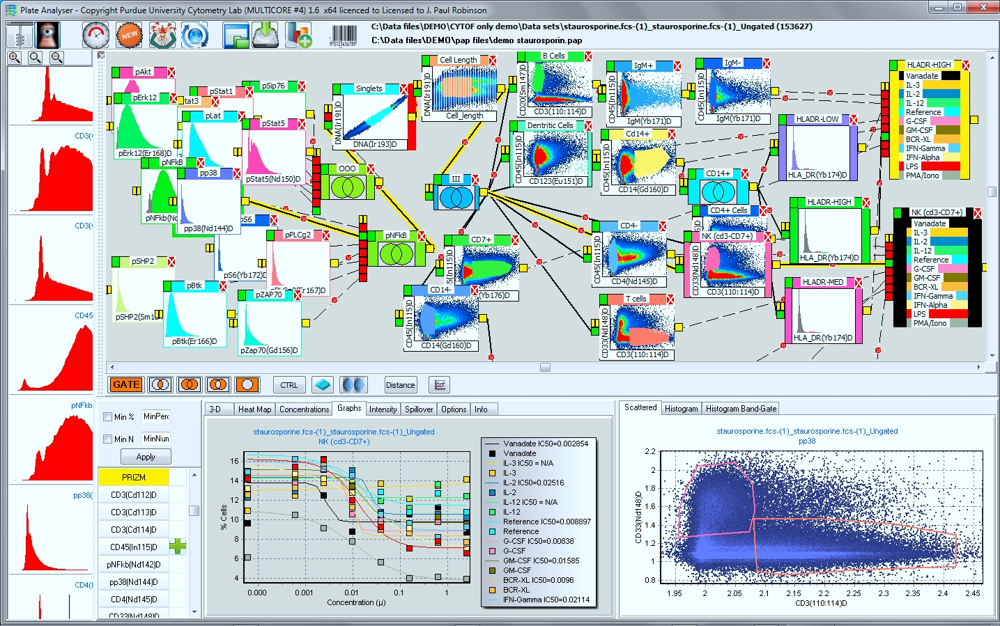 Plate Analyser - Copyright Purdue University Cytometry Lab (MULTICORE #4) 1.6  x64 licenced to Licensed to J. Paul Robinson
NEW
C:\Data files\DEMO\CYTOF only demo\Data sets\staurosporine.fcs-(1)_staurosporine.fcs-(1)_Ungated (153627)
C:\Data files\DEMO\pap files\demo staurosporin.pap
CD3(
CD3(
CD45
pNFkb
pp38(
CD4(
pAkt
pErk12
pErk12(Er168)D
pStat1
tat3
pSip76
pLat
pStat5
pStat5(Nd150)D
pNFkB
pNFkb(Nc
pp38
pp38(Nd144)D
pS6
pS6(Yb172)D
pPLCg2
pSHP2
pSHP2(Sm1
pBtk
pBtk(Er166)D
pZAP70
pZap70(Gd156)D
Singlets
DNA(Ir191)D
DNA(Ir193)D
OOO
pNFkB
Cell Length
DNA(Ir191)D
Cell_length
III
B Cells
CD20(Sm147)D
CD3(110:114)D
Dentritic Cells
CD45(In115)D
CD123(Eu151)D
CD7+
CD14-
CD45(In115)D
CD14(Gd160)D
IgM+
CD45(In115)D
IgM(Yb171)D
IgM-
CD45(In115)D
IgM(Yb171)D
Cd14+
CD45(In115)D
CD14(Gd160)D
CD14+
CD4-
CD45(In115)D
CD4(Nd145)D
CD4+ Cells
NK (cd3-CD7+)
CD33(Nd148)D
CD3(110:114)D
T cells
CD33(Nd148)D
CD3(110:114)D
HLADR-LOW
HLA_DR(Yb174)D
HLADR-HIGH
HLA_DR(Yb174)D
HLADR-MED
HLA_DR(Yb174)D
HLADR-HIGH
Vanadate
IL-3
IL-2
IL-12
Reference
G-CSF
GM-CSF
BCR-XL
IFN-Gamma
IFN-Alpha
LPS
PMA/Iono
NK (cd3-CD7+)
Vanadate
IL-3
IL-2
IL-12
Reference
G-CSF
GM-CSF
BCR-XL
IFN-Gamma
IFN-Alpha
LPS
PMA/Iono
GATE
CTRL
Distance
Min %
MinPerc
Min N
MinNun
Apply
PRIZM
CD3(Cd112)D
CD3(Cd113)D
CD3(Cd114)D
CD45(In115)D
pNFkb(Nd142)D
pp38(Nd144)D
CD4(Nd145)D
CD33(Nd148)D
3-D
Heat Map
Concentrations
Graphs
Intensity
Spillover
Options
Info
staurosporine.fcs-(1)_staurosporine.fcs-(1)_Ungated
NK (cd3-CD7+)
% Cells
16
14
12
10
8
6
4
0.000
0.001
0.01
0.1
1
Concentration (µ)
Vanadate IC50=0.002854
Vanadate
IL-3 IC50 = N/A
IL-3
IL-2 IC50=0.02516
IL-2
IL-12 IC50 = N/A
IL-12
Reference IC50=0.008897
Reference
G-CSF IC50=0.00838
G-CSF
GM-CSF IC50=0.01585
GM-CSF
BCR-XL IC50=0.0096
BCR-XL
IFN-Gamma IC50=0.02114
Scattered
Histogram
Histogram Band-Gate
staurosporine.fcs-(1)_staurosporine.fcs-(1)_Ungated
pp38
CD33(Nd148)D
2.2
2
1.8
1.6
1.4
1.2
1
0.8
1.95
2
2.05
2.1
2.15
2.2
2.25
2.3
2.35
2.4
2.45
CD3(110:114)D